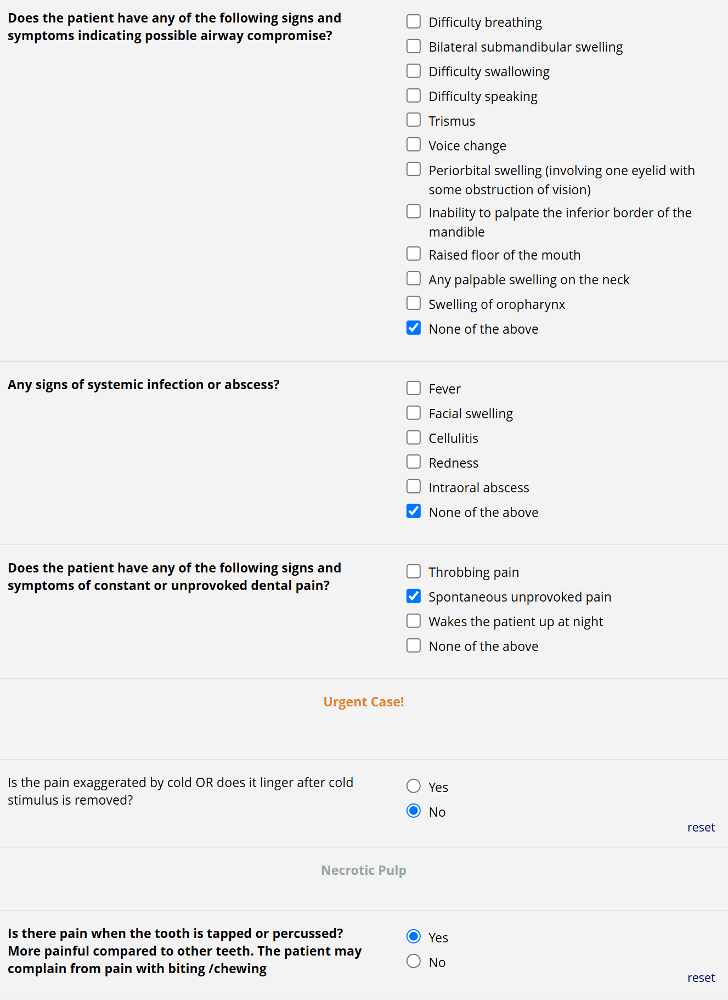 Does the patient have any of the following signs and
symptoms indicating possible airway compromise?
Difficulty breathing
Bilateral submandibular swelling
Difficulty swallowing
Difficulty speaking
Trismus
Voice change
Periorbital swelling (involving one eyelid with
some obstruction of vision)
Inability to palpate the inferior border of the
mandible
Raised floor of the mouth
Any palpable swelling on the neck
Swelling of oropharynx
None of the above
Any signs of systemic infection or abscess?
Fever
Facial swelling
Cellulitis
Redness
Intraoral abscess
None of the above
Does the patient have any of the following signs and
symptoms of constant or unprovoked dental pain?
Throbbing pain
Spontaneous unprovoked pain
Wakes the patient up at night
None of the above
Urgent Case!
Is the pain exaggerated by cold OR does it linger after cold
stimulus is removed?
Yes
No
reset
Necrotic Pulp
Is there pain when the tooth is tapped or percussed?
More painful compared to other teeth. The patient may
complain from pain with biting /chewing
Yes
No
reset